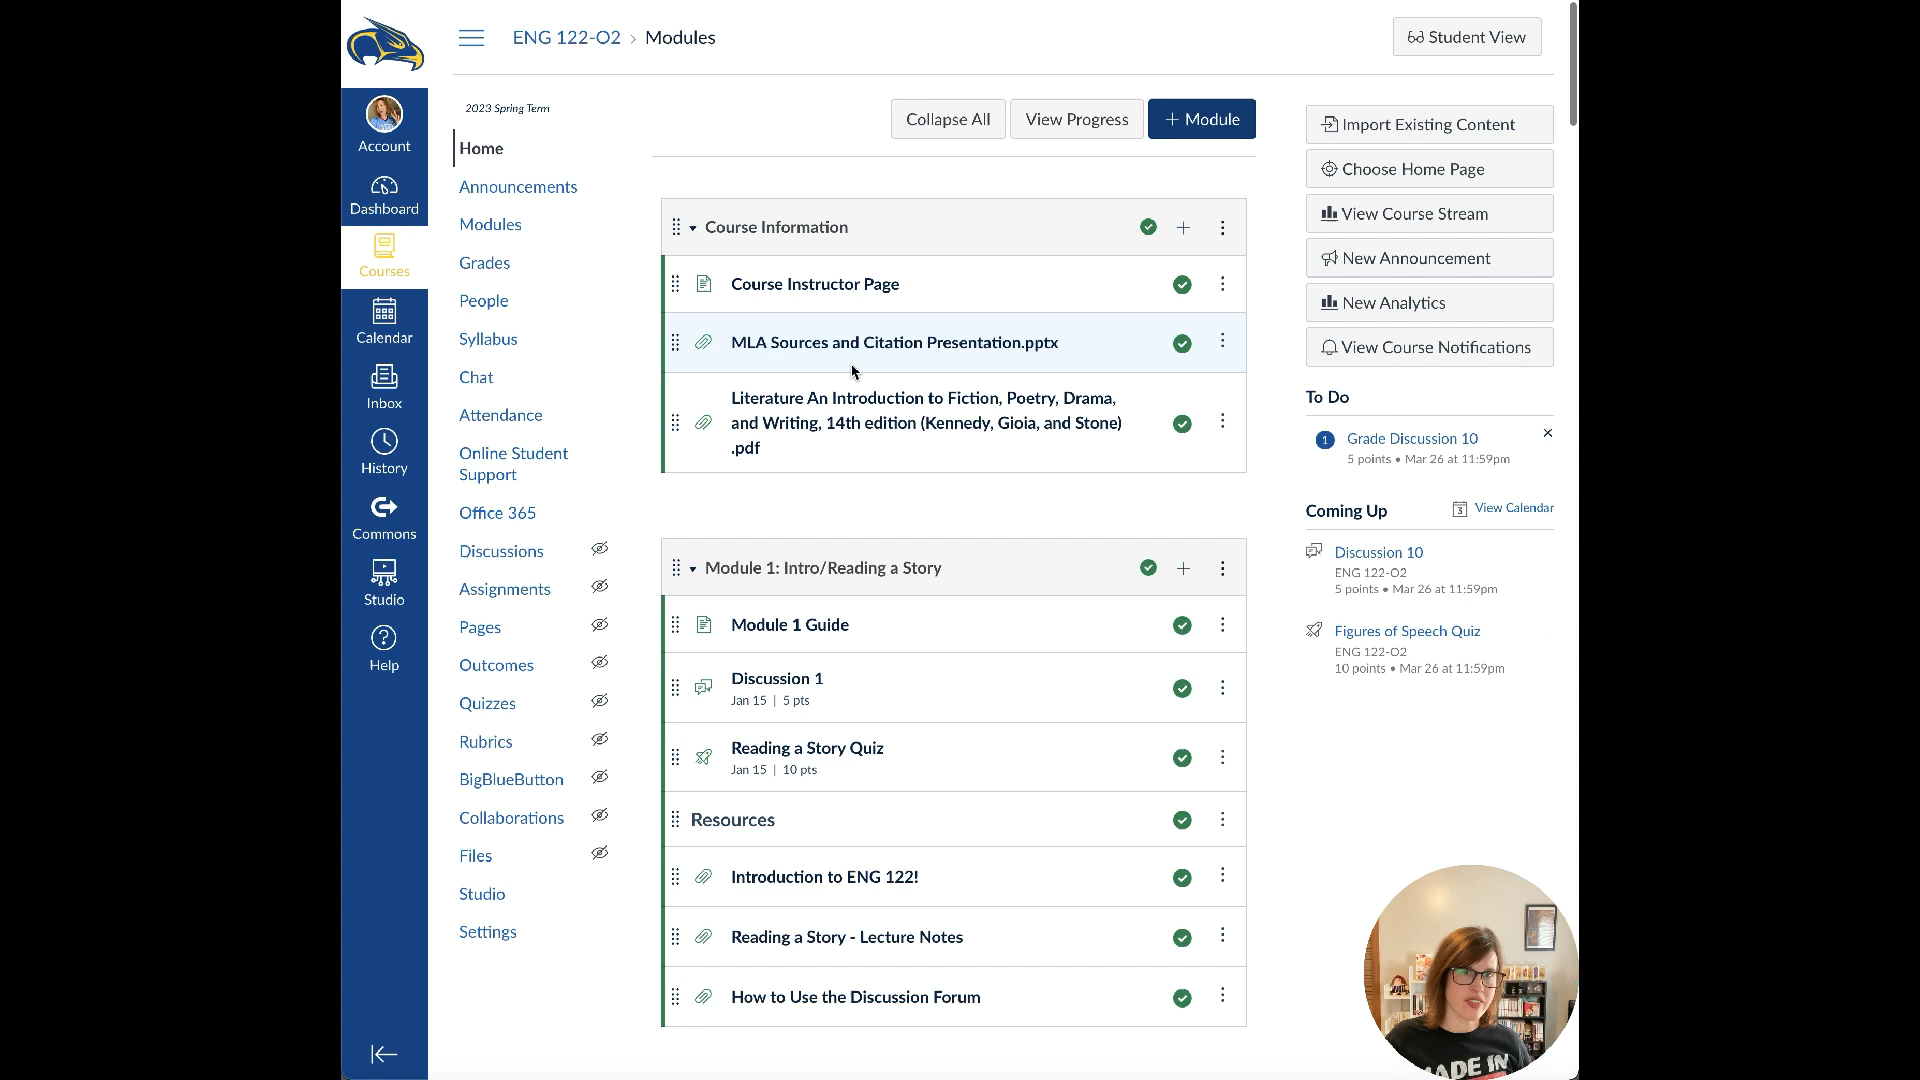 ENG 122-O2 › Modules
Student View
Account
Dashboard
Courses
Calendar
Inbox
History
Commons
Studio
Help
2023 Spring Term
Home
Announcements
Modules
Grades
People
Syllabus
Chat
Attendance
Online Student
Support
Office 365
Discussions
Assignments
Pages
Outcomes
Quizzes
Rubrics
BigBlueButton
Collaborations
Files
Studio
Settings
Collapse All
View Progress
+ Module
Course Information
Course Instructor Page
MLA Sources and Citation Presentation.pptx
Literature An Introduction to Fiction, Poetry, Drama,
and Writing, 14th edition (Kennedy, Gioia, and Stone)
.pdf
Module 1: Intro/Reading a Story
Module 1 Guide
Discussion 1
Jan 15 | 5 pts
Reading a Story Quiz
Jan 15 | 10 pts
Resources
Introduction to ENG 122!
Reading a Story - Lecture Notes
How to Use the Discussion Forum
Import Existing Content
Choose Home Page
View Course Stream
New Announcement
New Analytics
View Course Notifications
To Do
1
Grade Discussion 10
5 points • Mar 26 at 11:59pm
Coming Up
3
View Calendar
Discussion 10
ENG 122-O2
5 points • Mar 26 at 11:59pm
Figures of Speech Quiz
ENG 122-O2
10 points • Mar 26 at 11:59pm
MADE IN